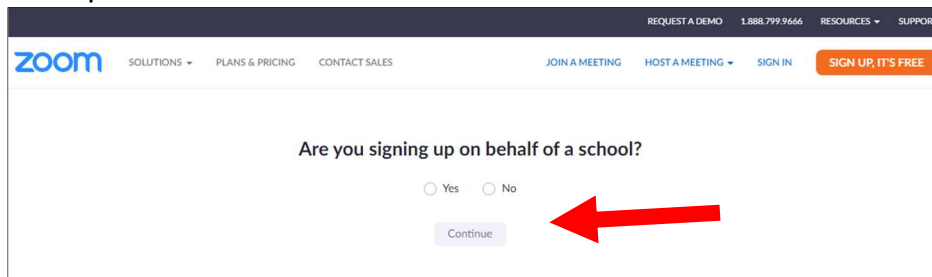 REQUEST A DEMO 1.888.799.9666 RESOURCES SUPPOR
zoom SOLUTIONS PLANS & PRICING CONTACT SALES JOIN A MEETING HOST A MEETING SIGN IN SIGN UP, IT'S FREE
Are you signing up on behalf of a school?
Yes No
Continue